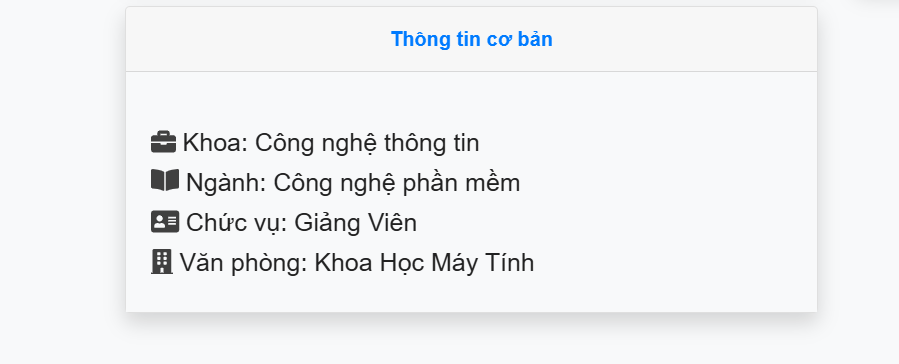 Thông tin cơ bản
Khoa: Công nghệ thông tin
Ngành: Công nghệ phần mềm
Chức vụ: Giảng Viên
Văn phòng: Khoa Học Máy Tính